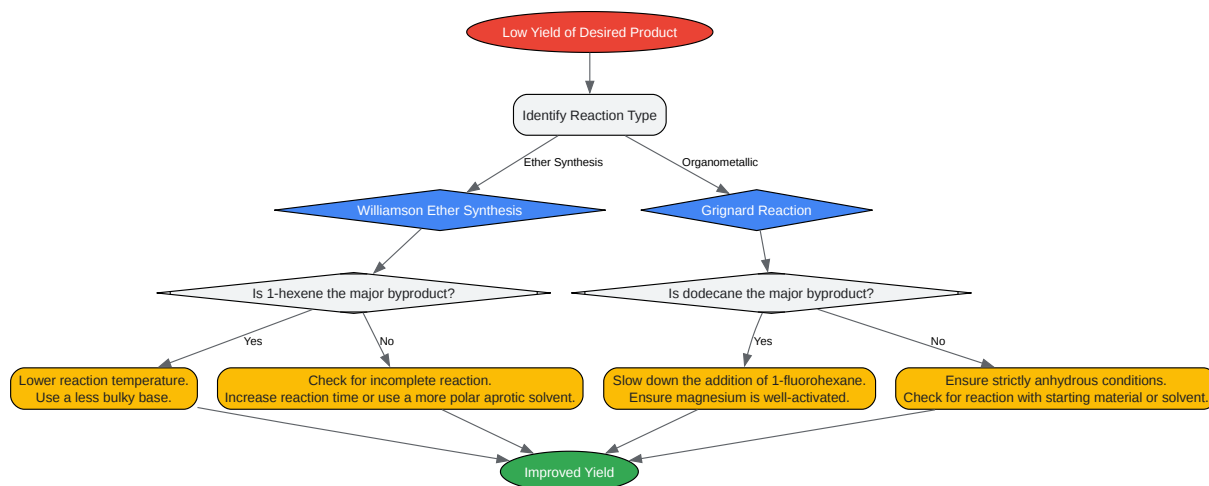 Low Yield of Desired Product
Identify Reaction Type
Ether Synthesis
Organometallic
Williamson Ether Synthesis
Grignard Reaction
Is 1-hexene the major byproduct?
Is dodecane the major byproduct?
Yes
No
Yes
No
Lower reaction temperature.
Use a less bulky base.
Check for incomplete reaction.
Increase reaction time or use a more polar aprotic solvent.
Slow down the addition of 1-fluorohexane.
Ensure magnesium is well-activated.
Ensure strictly anhydrous conditions.
Check for reaction with starting material or solvent.
Improved Yield